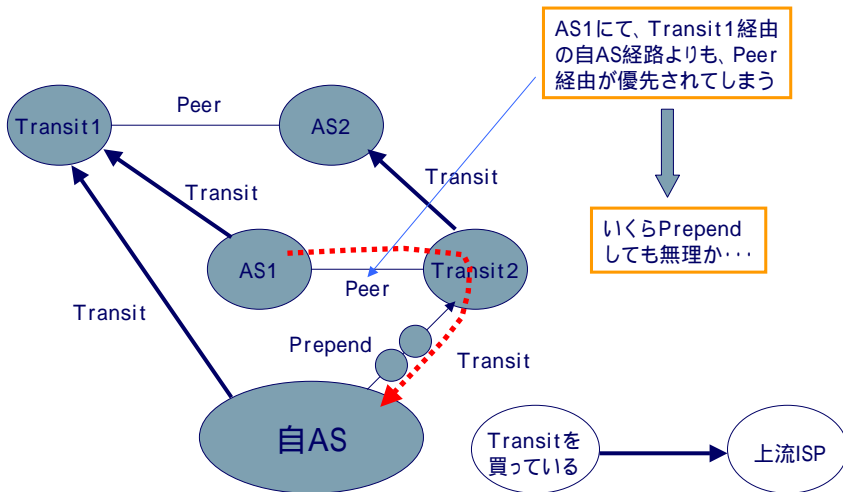 AS1にて、Transit1経由
の自AS経路よりも、Peer
経由が優先されてしまう
Peer
Transit1
AS2
Transit
Transit
いくらPrepend
しても無理か・・・
AS1
Transit2
Peer
Transit
Prepend
Transit
自AS
Transitを
買っている
上流ISP